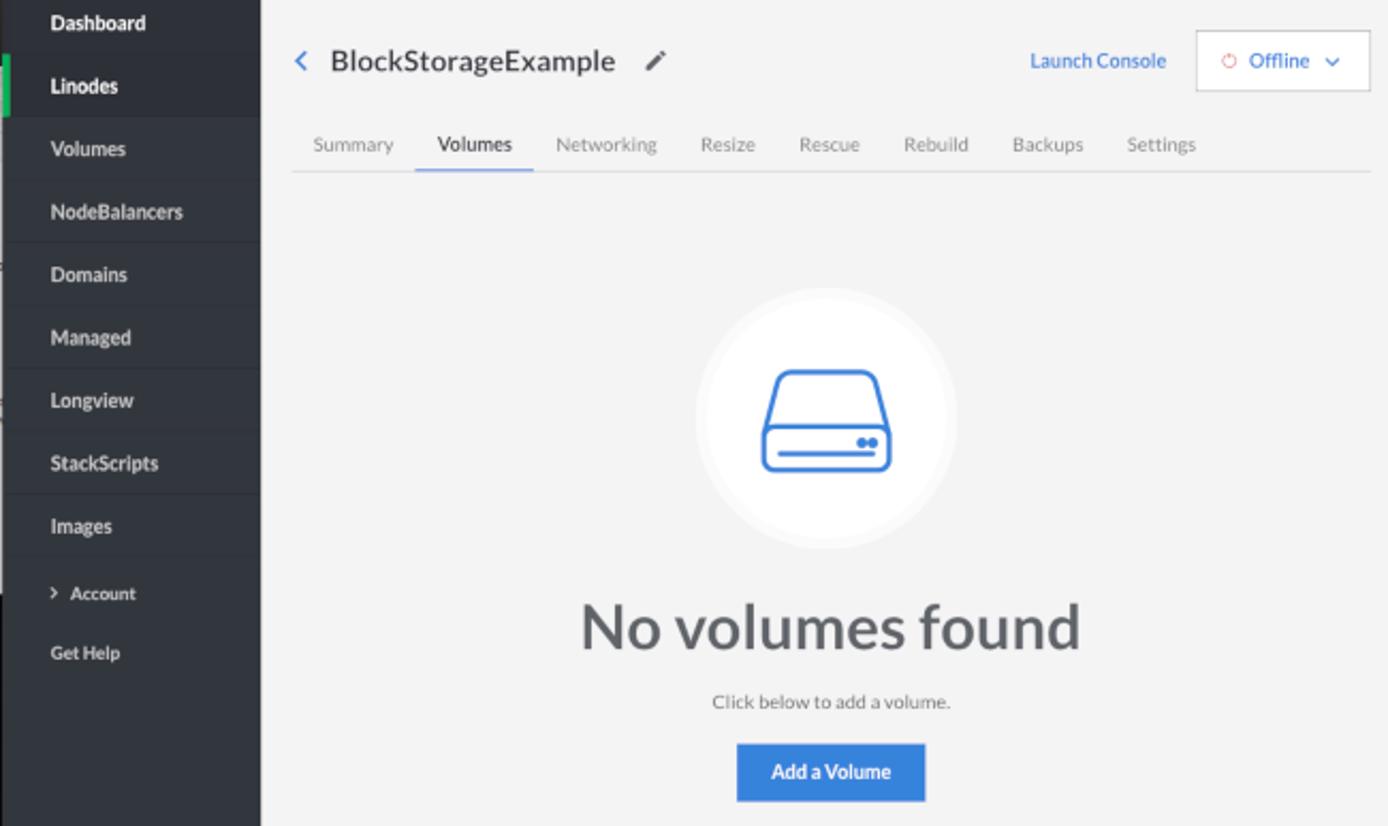 Dashboard
Linodes
Volumes
NodeBalancers
Domains
Managed
Longview
StackScripts
Images
Account
Get Help
BlockStorageExample
Launch Console
Offline
Summary
Volumes
Networking
Resize
Rescue
Rebuild
Backups
Settings
No volumes found
Click below to add a volume.
Add a Volume